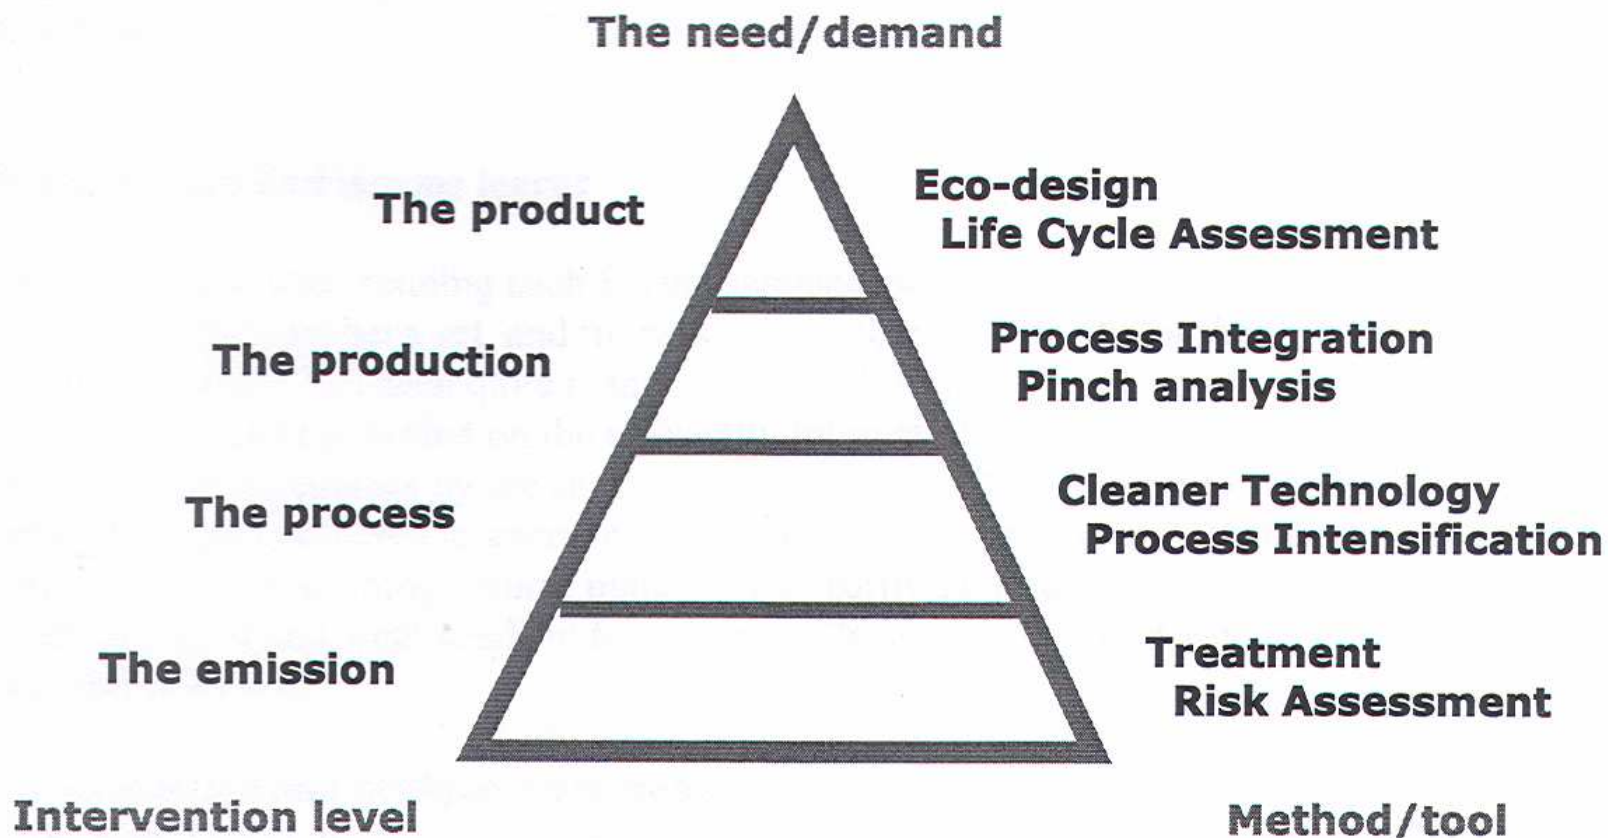 The need/demand
The product
Eco-design
Life Cycle Assessment
The production
Process Integration
Pinch analysis
The process
Cleaner Technology
Process Intensification
The emission
Treatment
Risk Assessment
Intervention level
Method/tool